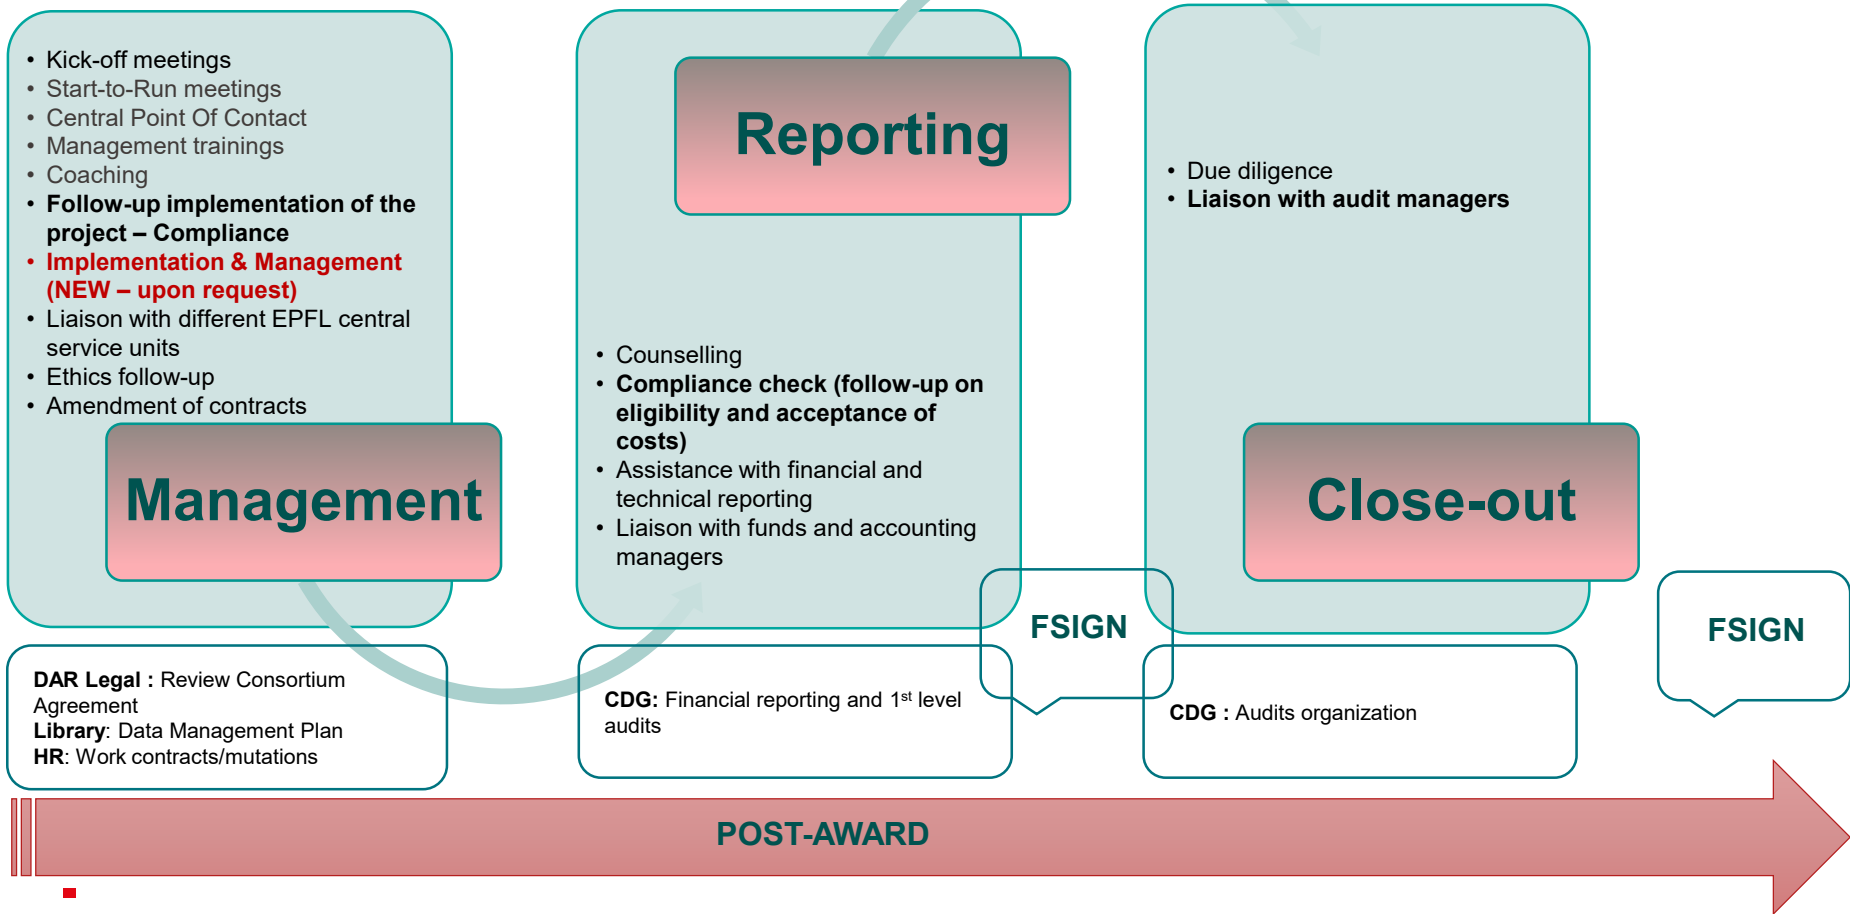 • Kick-off meetings
• Start-to-Run meetings
• Central Point Of Contact
• Management trainings
• Coaching
• Follow-up implementation of the
project – Compliance
• Implementation & Management
(NEW – upon request)
• Liaison with different EPFL central
service units
• Ethics follow-up
• Amendment of contracts
Management
DAR Legal : Review Consortium
Agreement
Library: Data Management Plan
HR: Work contracts/mutations
Reporting
• Counselling
• Compliance check (follow-up on
eligibility and acceptance of
costs)
• Assistance with financial and
technical reporting
• Liaison with funds and accounting
managers
FSIGN
CDG: Financial reporting and 1st level
audits
• Due diligence
• Liaison with audit managers
Close-out
CDG : Audits organization
FSIGN
POST-AWARD